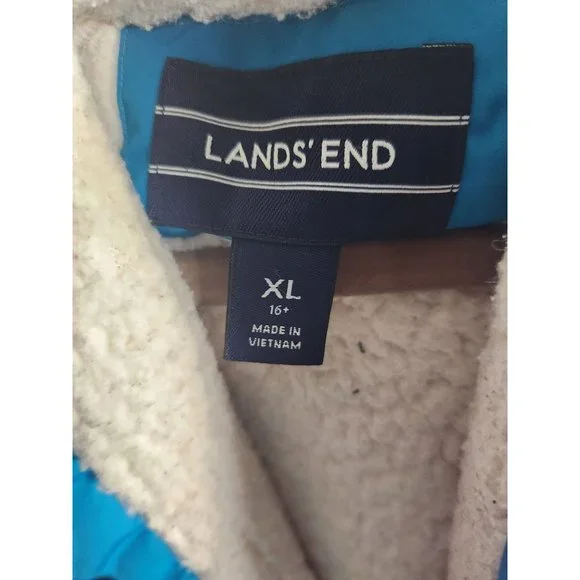 LANDS' END
XL
16+
MADE IN
VIETNAM